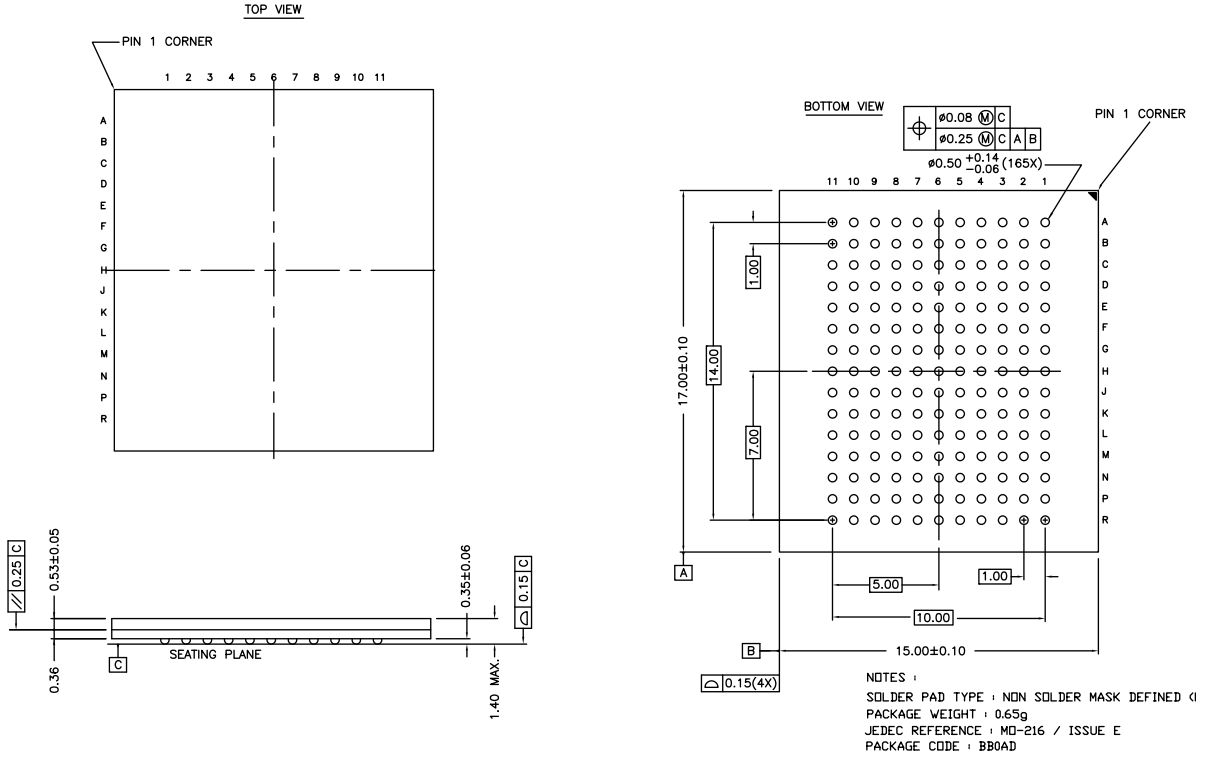 TOP VIEW
PIN 1 CORNER
1 2 3 4 5 6 7 8 9 10 11
A
B
C
D
E
F
G
H
J
K
L
M
N
P
R
BOTTOM VIEW
ø0.08 Ⓜ C
ø0.25 Ⓜ C A B
ø0.50 +0.14 -0.06 (165X)
PIN 1 CORNER
11 10 9 8 7 6 5 4 3 2 1
A
B
C
D
E
F
G
H
J
K
L
M
N
P
R
1.00
14.00
17.00±0.10
7.00
A
1.00
5.00
10.00
B
15.00±0.10
0.15(4X)
0.25 C
0.53±0.05
0.36
C
SEATING PLANE
0.35±0.06
0.15 C
1.40 MAX.
NOTES :
SOLDER PAD TYPE : NON SOLDER MASK DEFINED
PACKAGE WEIGHT : 0.65g
JEDEC REFERENCE : MO-216 / ISSUE E
PACKAGE CODE : BB0AD